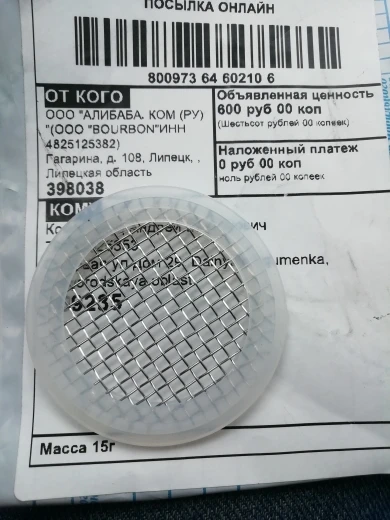 ПОСЫЛКА ОНЛАЙН
800973 64 60210 6
ОТ КОГО
ООО "АЛИБАБА. КОМ (РУ)
"(ООО "BOURBON"ИНН
4825125382)
Гагарина, д. 108, Липецк, ,
Липецкая область
398038
Объявленная ценность
600 руб 00 коп
(Шестьсот рублей 00 копеек)
Наложенный платеж
0 руб 00 коп
ноль рублей 00 копеек
Масса 15г